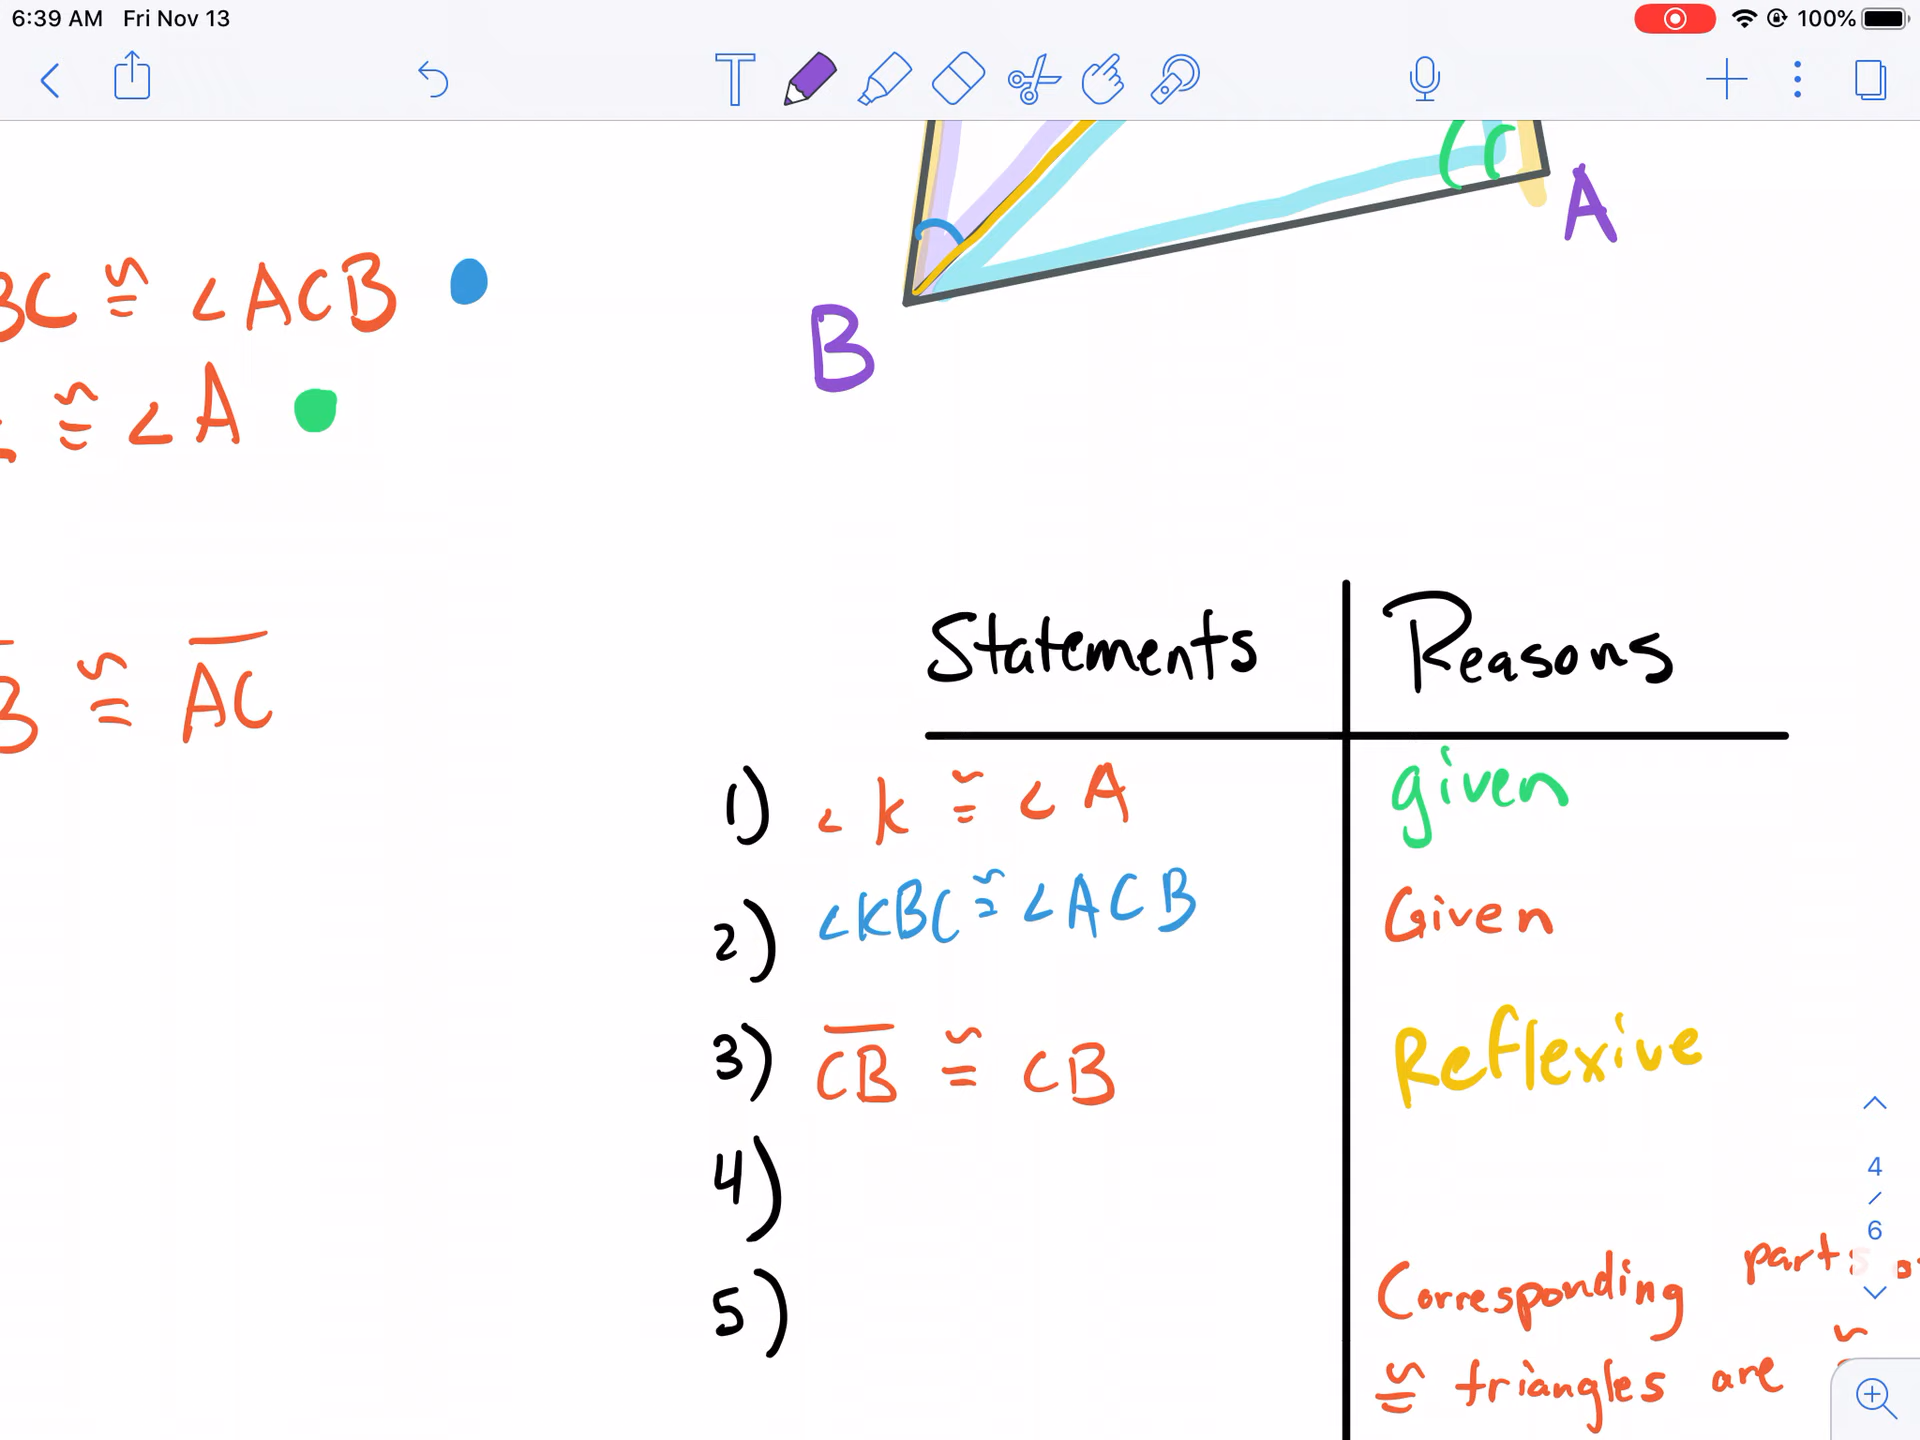 6:39 AM Fri Nov 13 100%
T
A
BC ≅ ∠ACB
B
≅ ∠A
Statements Reasons
B ≅ AC
1) ∠K ≅ ∠A given
2) ∠KBC ≅ ∠ACB Given
3) CB ≅ CB Reflexive
4)
4 / 6
5) Corresponding parts
≅ triangles are